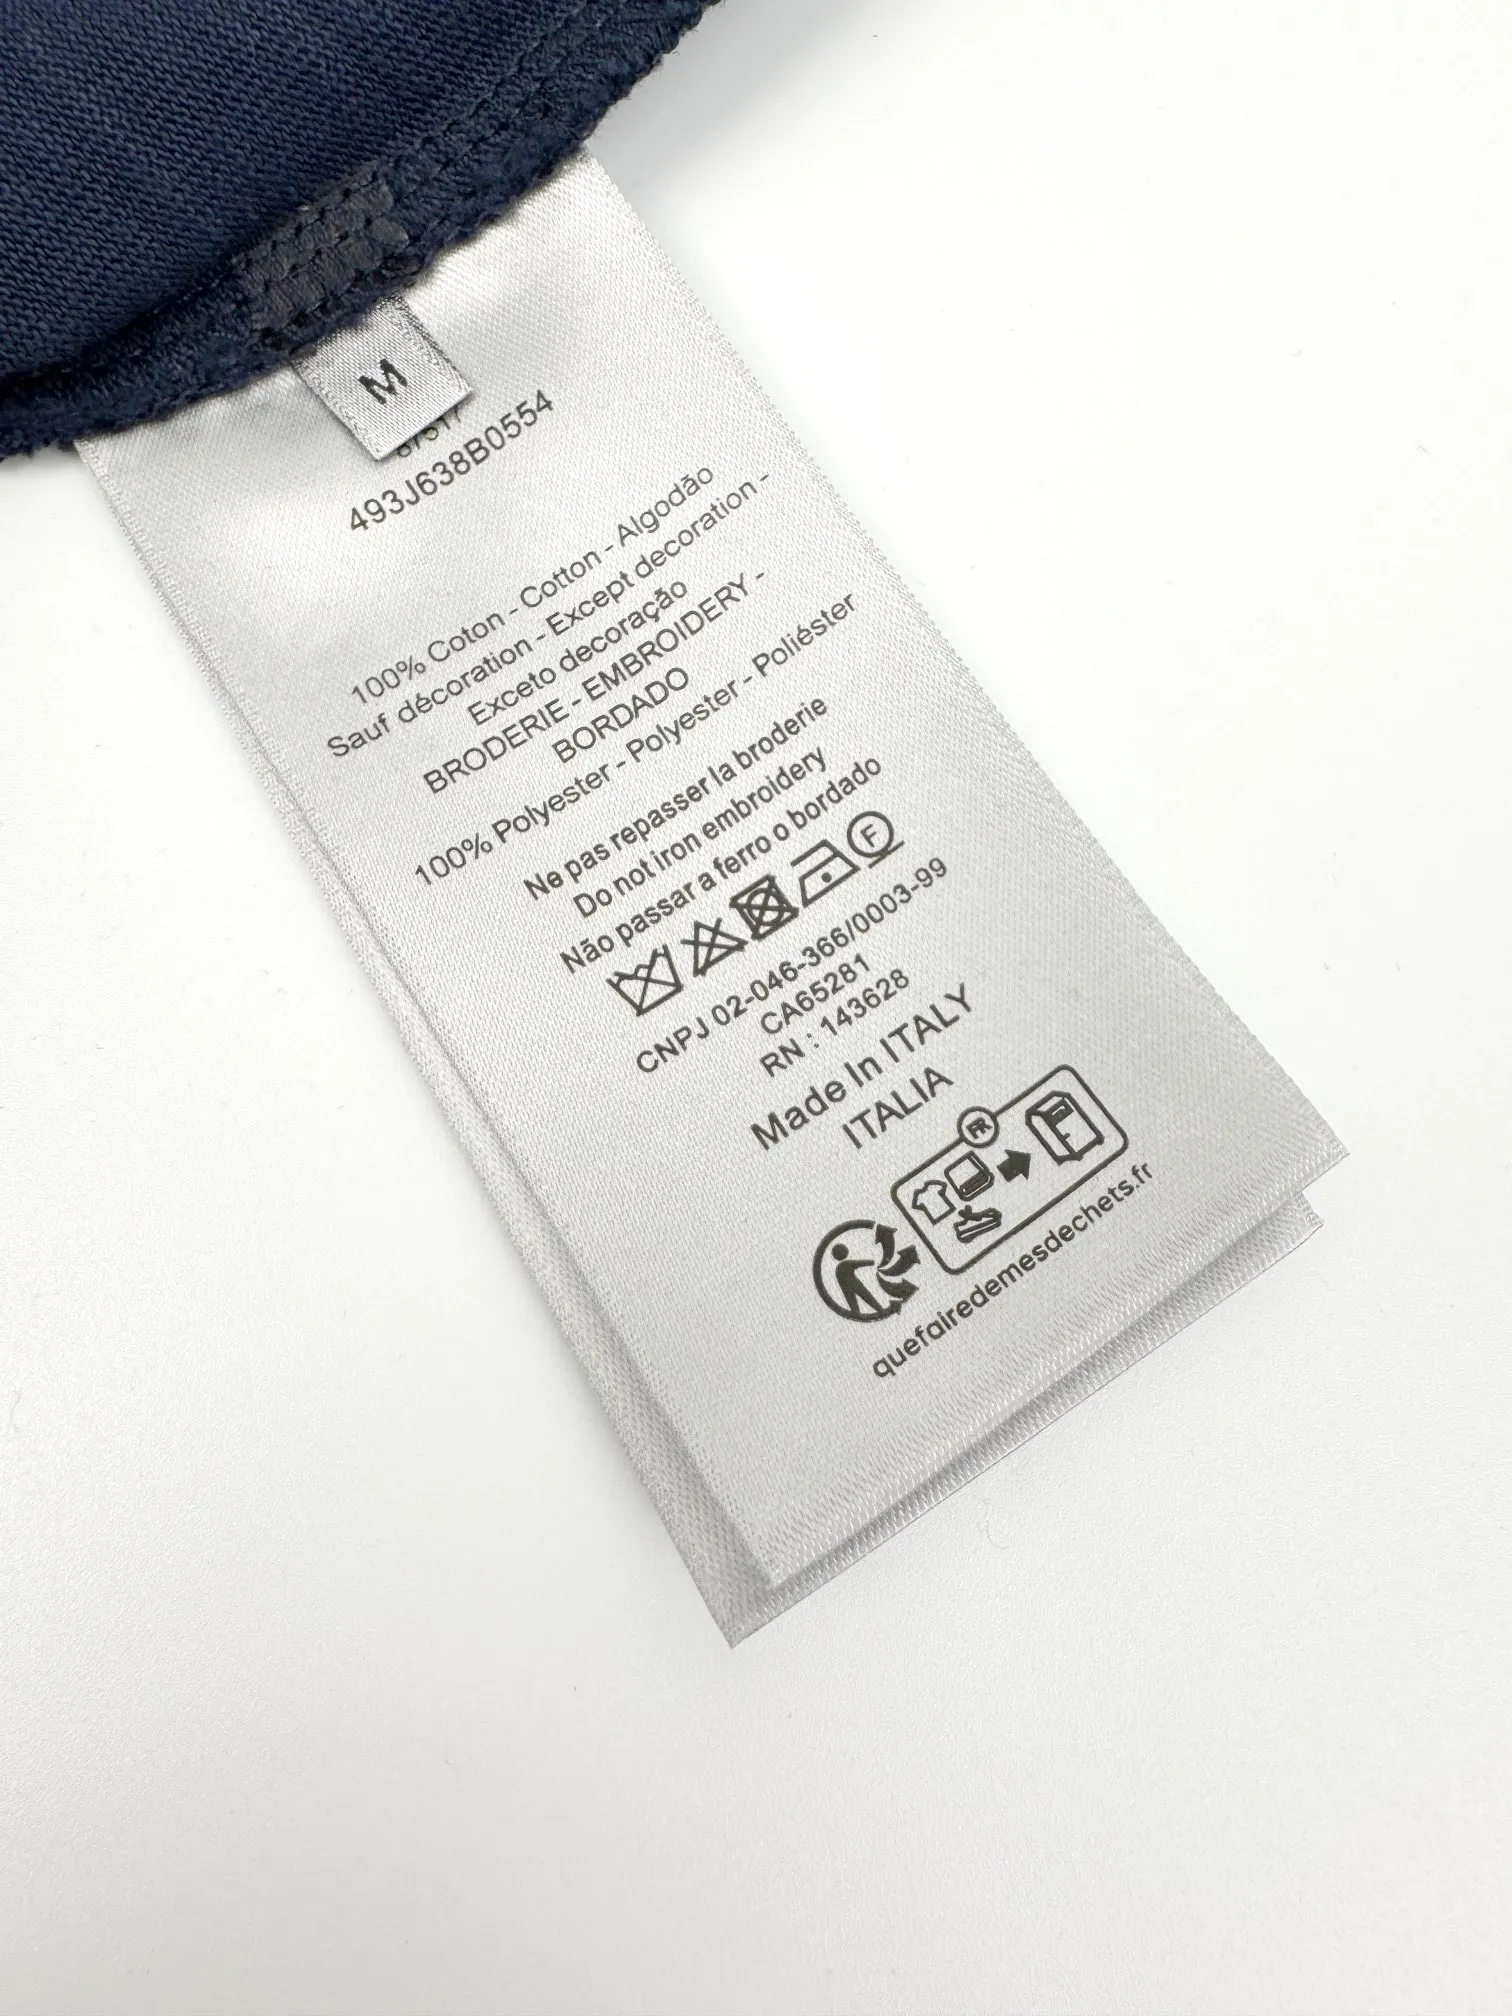 M
493J638B0554
100% Coton - Cotton - Algodão
Sauf décoration - Except decoration -
Exceto decoração
BRODERIE - EMBROIDERY -
BORDADO
100% Polyester - Polyester - Poliéster
Ne pas repasser la broderie
Do not iron embroidery
Não passar a ferro o bordado
F
CNPJ 02-046-366/0003-99
CA65281
RN : 143628
Made In ITALY
ITALIA
FR
quefairedemesdechets.fr